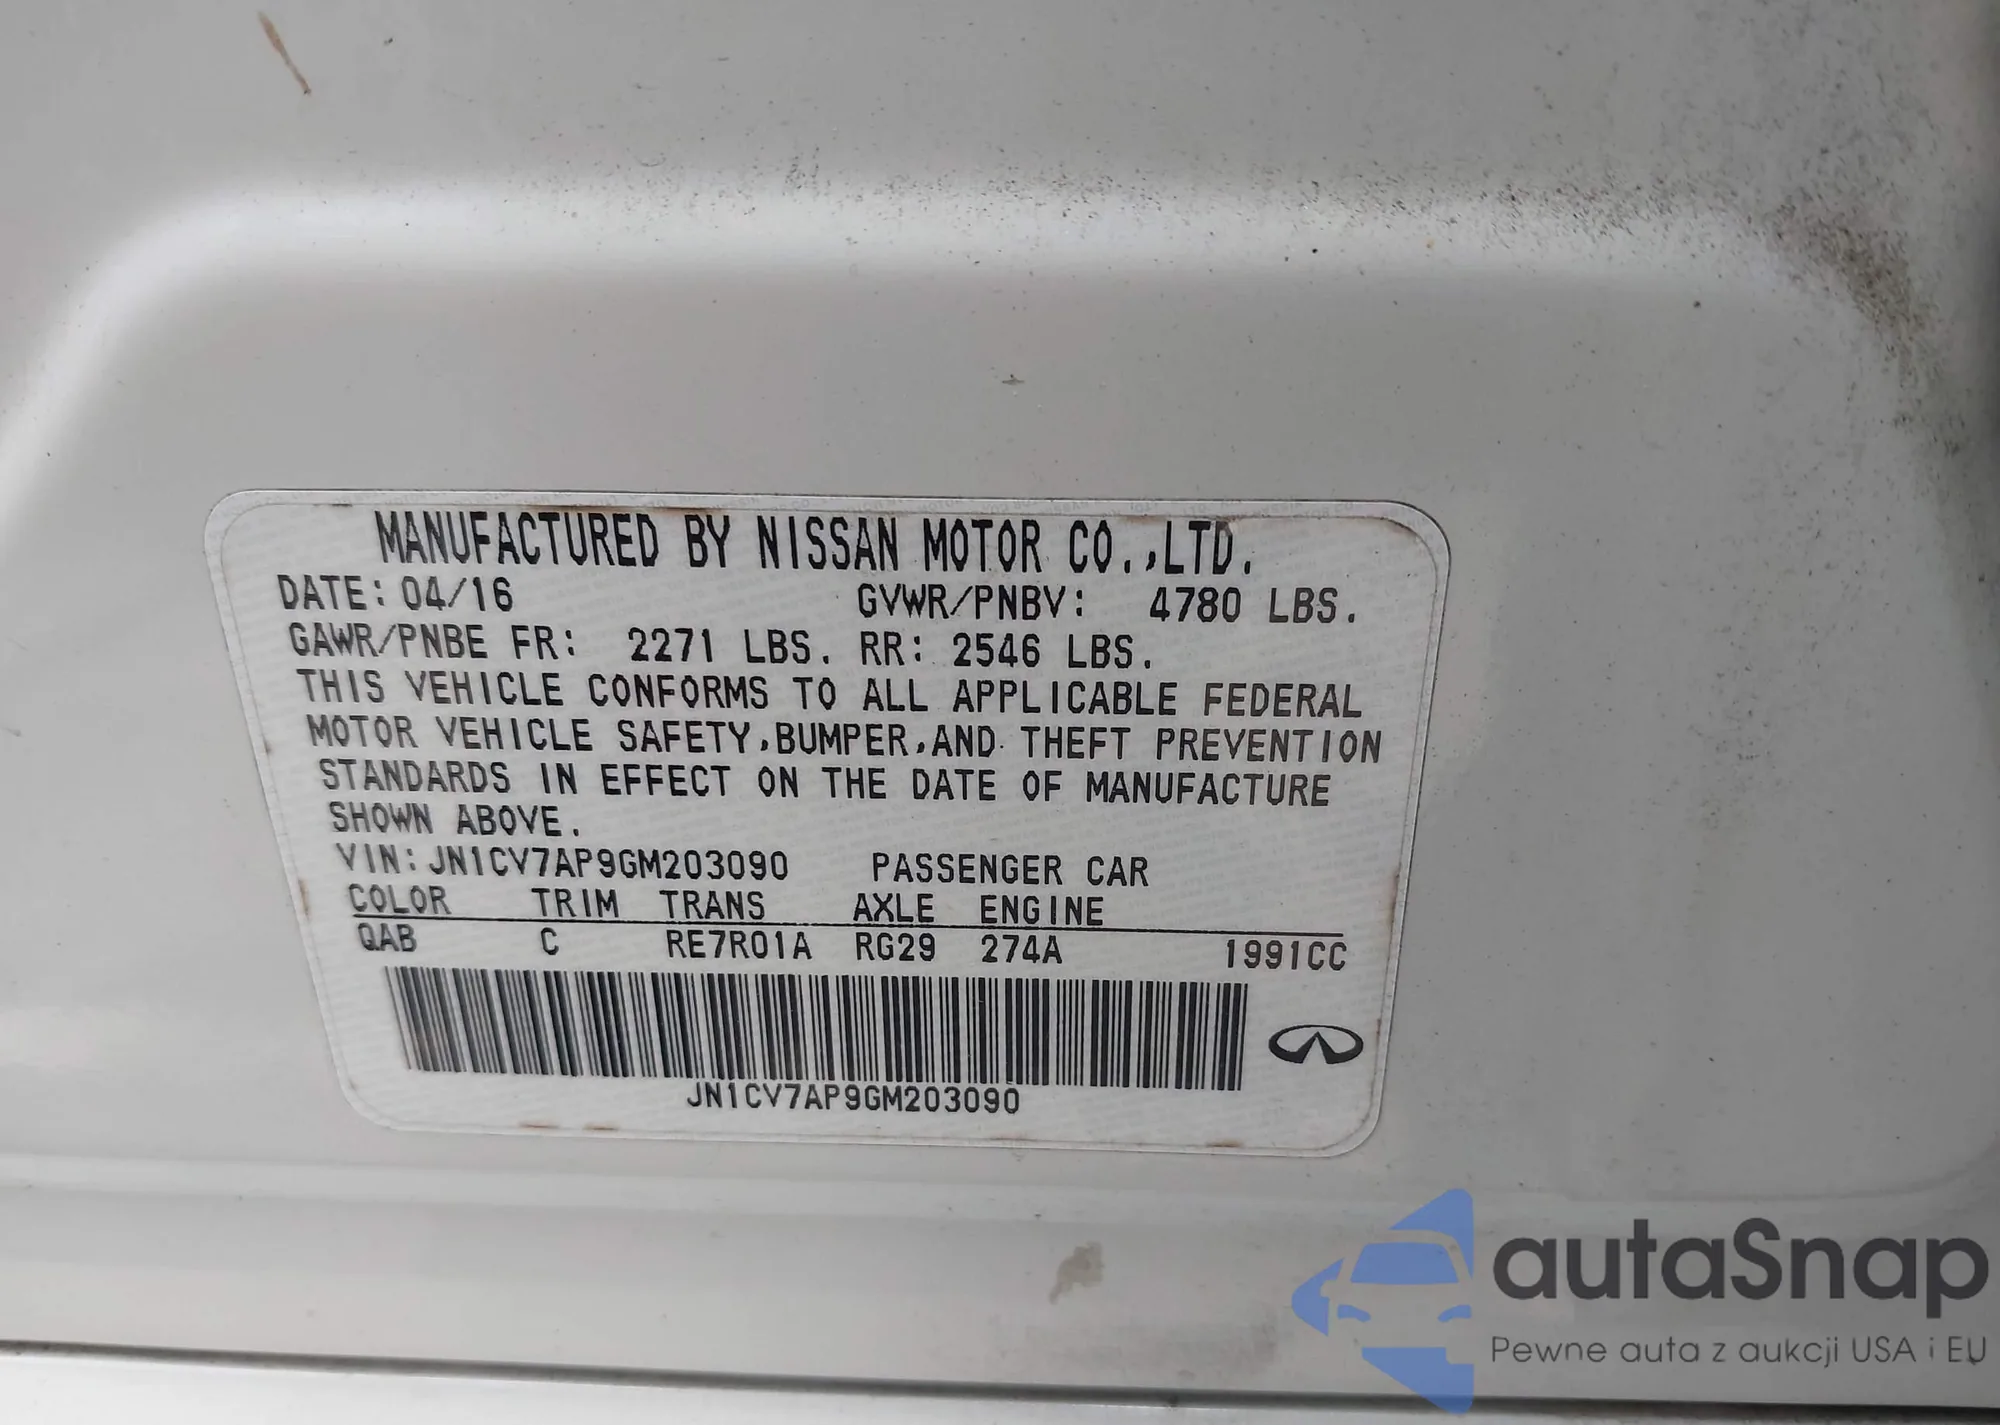 MANUFACTURED BY NISSAN MOTOR CO.,LTD.
DATE: 04/16 GVWR/PNBV: 4780 LBS.
GAWR/PNBE FR: 2271 LBS. RR: 2546 LBS.
THIS VEHICLE CONFORMS TO ALL APPLICABLE FEDERAL
MOTOR VEHICLE SAFETY,BUMPER,AND THEFT PREVENTION
STANDARDS IN EFFECT ON THE DATE OF MANUFACTURE
SHOWN ABOVE.
VIN: JN1CV7AP9GM203090 PASSENGER CAR
COLOR TRIM TRANS AXLE ENGINE
QAB C RE7R01A RG29 274A 1991CC
JN1CV7AP9GM203090
autaSnap
Pewne auta z aukcji USA i EU